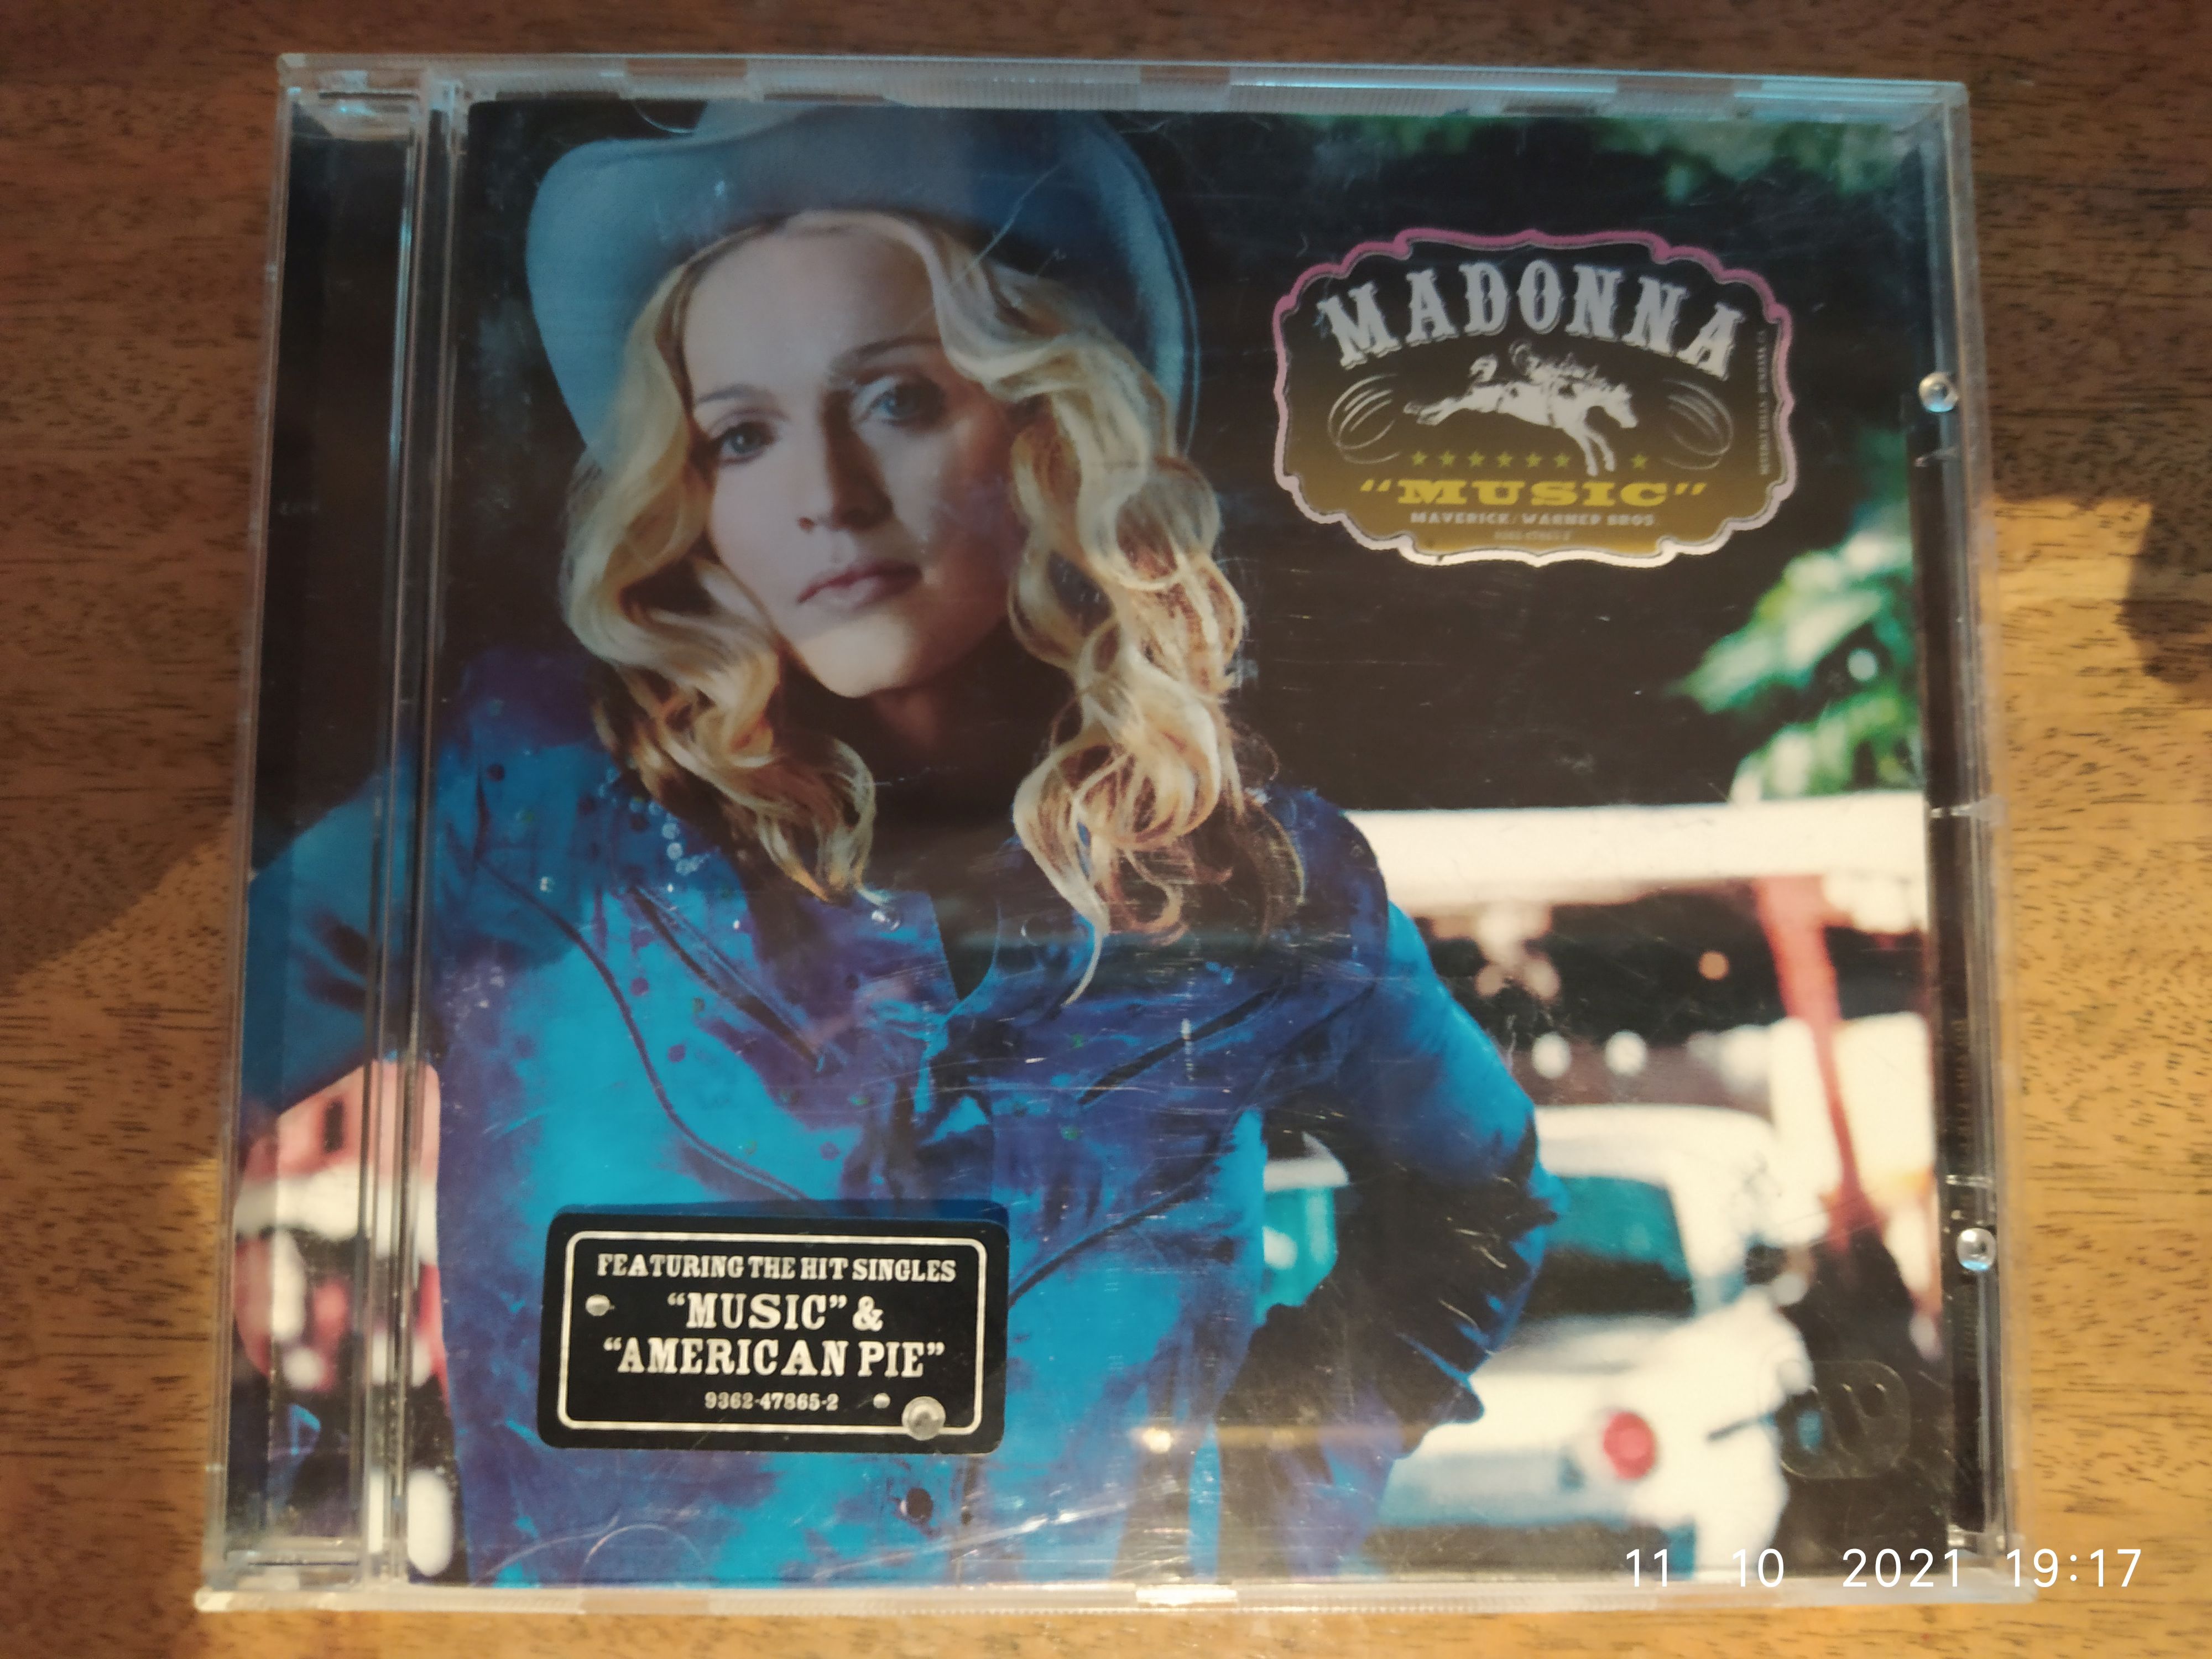 MADONNA
"MUSIC"
MAVERICK/WARNER BROS
FEATURING THE HIT SINGLES
"MUSIC" &
"AMERICAN PIE"
9362-47865-2
11 10 2021 19:17